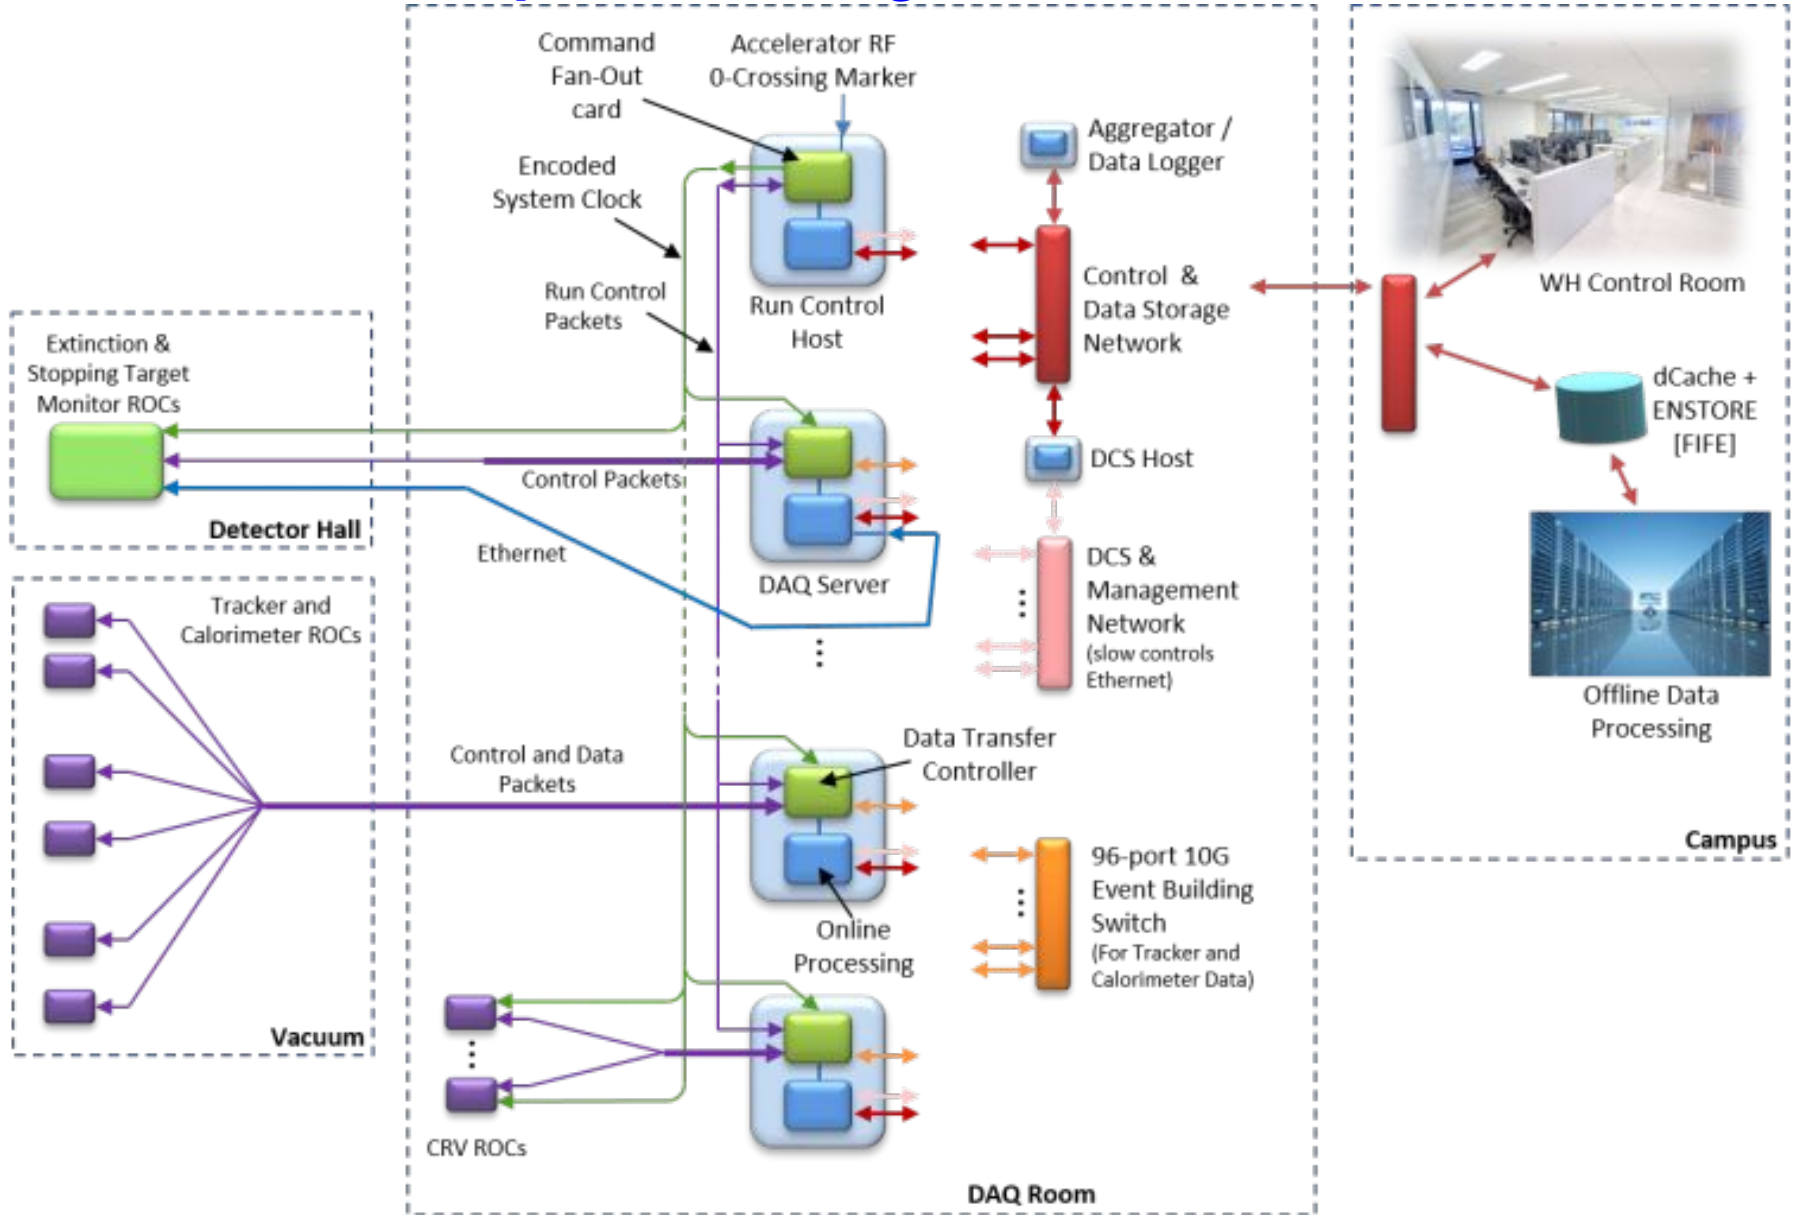 Command
Fan-Out
card
Accelerator RF
0-Crossing Marker
Encoded
System Clock
Run Control
Packets
Run Control
Host
Aggregator /
Data Logger
Control &
Data Storage
Network
DCS Host
DCS &
Management
Network
(slow controls
Ethernet)
WH Control Room
dCache +
ENSTORE
[FIFE]
Offline Data
Processing
Campus
Extinction &
Stopping Target
Monitor ROCs
Detector Hall
Control Packets
Ethernet
DAQ Server
Tracker and
Calorimeter ROCs
Vacuum
Control and Data
Packets
Data Transfer
Controller
Online
Processing
96-port 10G
Event Building
Switch
(For Tracker and
Calorimeter Data)
CRV ROCs
DAQ Room